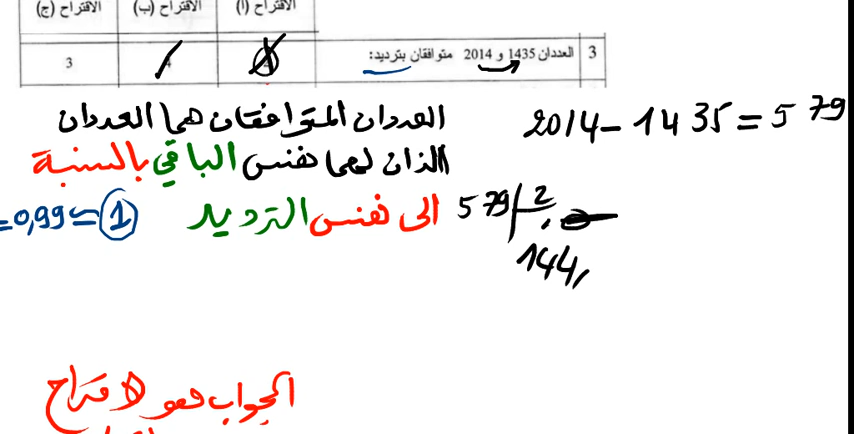 الاقتراح (أ) الاقتراح (ب) الاقتراح (ج)
3 العددان 1435 و 2014 متوافقان بترديد: 3
2014 - 1435 = 579
العددان المتوافقان هما العددان
الذان لهما نفس الباقي بالنسبة
الى نفس الترديد
579 2
144,
=0,99≈1
الجواب هو الاقتراح